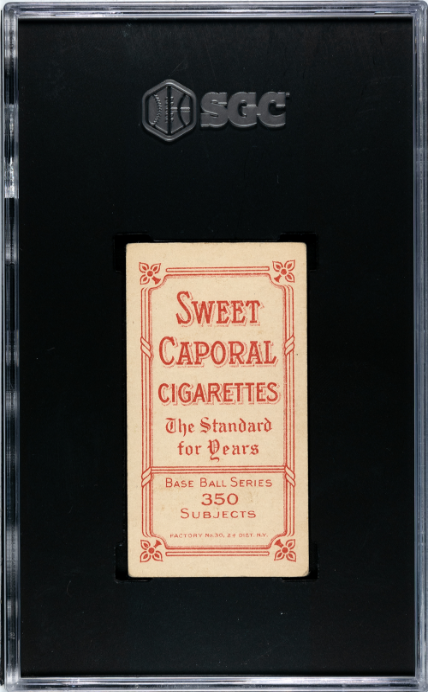 SGC
SWEET
CAPORAL
CIGARETTES
The Standard
for Years
BASE BALL SERIES
350
SUBJECTS
FACTORY No 30, 2d DIST. N.Y.